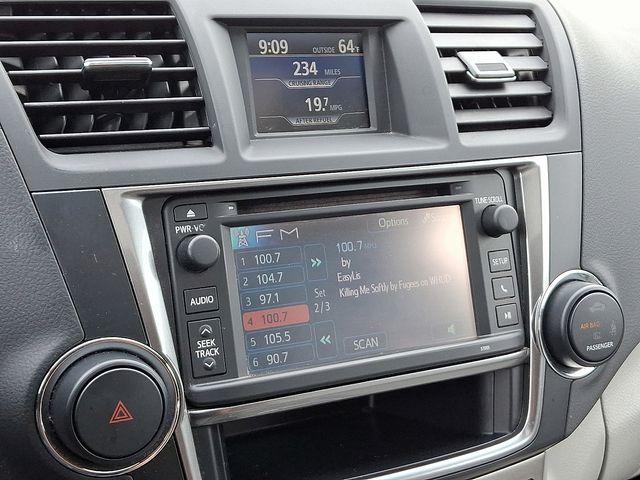 9:09 OUTSIDE 64°F
234 MILES
CRUISING RANGE
19.7 MPG
AFTER REFUEL
TUNE·SCROLL
PWR·VOL
FM Options
1 100.7
2 104.7
3 97.1
4 100.7
5 105.5
6 90.7
Set
2/3
100.7 MHz
by
EasyLis
Killing Me Softly by Fugees on WHUD
SCAN
AUDIO
SEEK
TRACK
SETUP
AIR BAG
PASSENGER